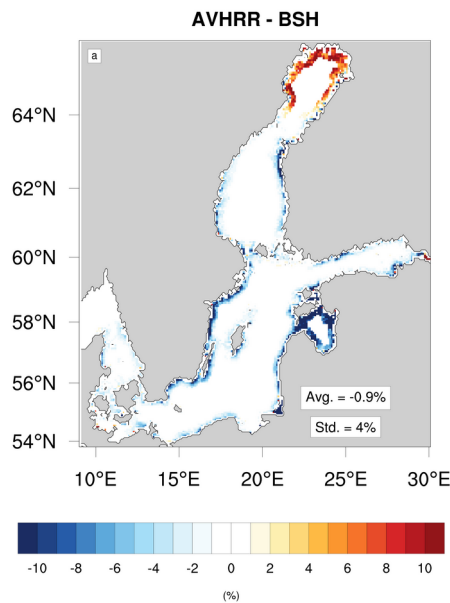 AVHRR - BSH
a
64°N
62°N
60°N
58°N
56°N
54°N
Avg. = -0.9%
Std. = 4%
10°E 15°E 20°E 25°E 30°E
-10 -8 -6 -4 -2 0 2 4 6 8 10
(%)